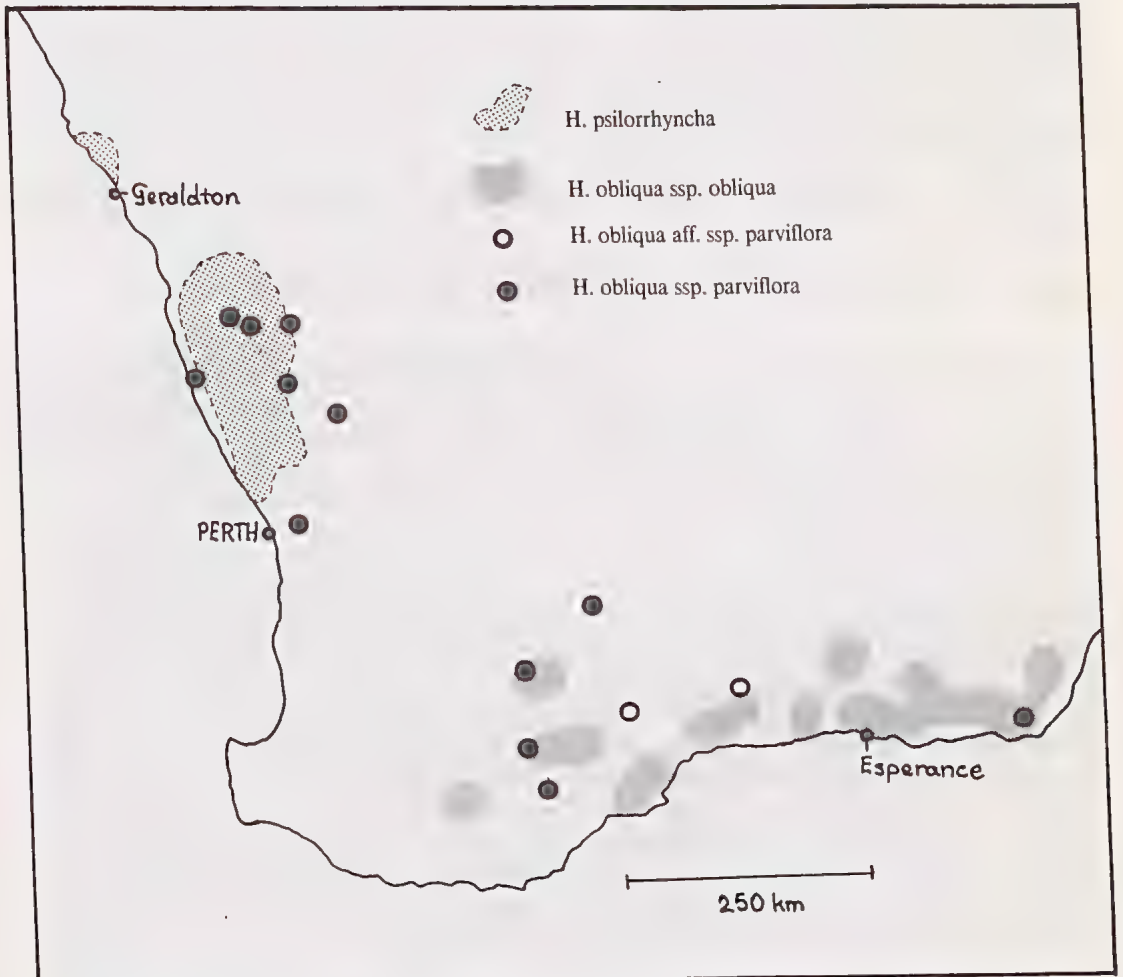 H. psilorrhyncha
H. obliqua ssp. obliqua
H. obliqua aff. ssp. parviflora
H. obliqua ssp. parviflora
Geraldton
PERTH
Esperance
250 km